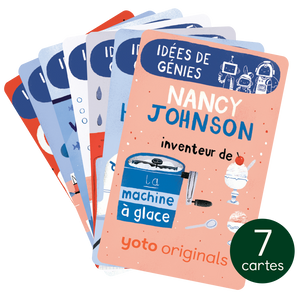 IDÉES DE
GÉNIES
NANCY
JOHNSON
inventeur de
La
machine
à glace
yoto originals
7
cartes